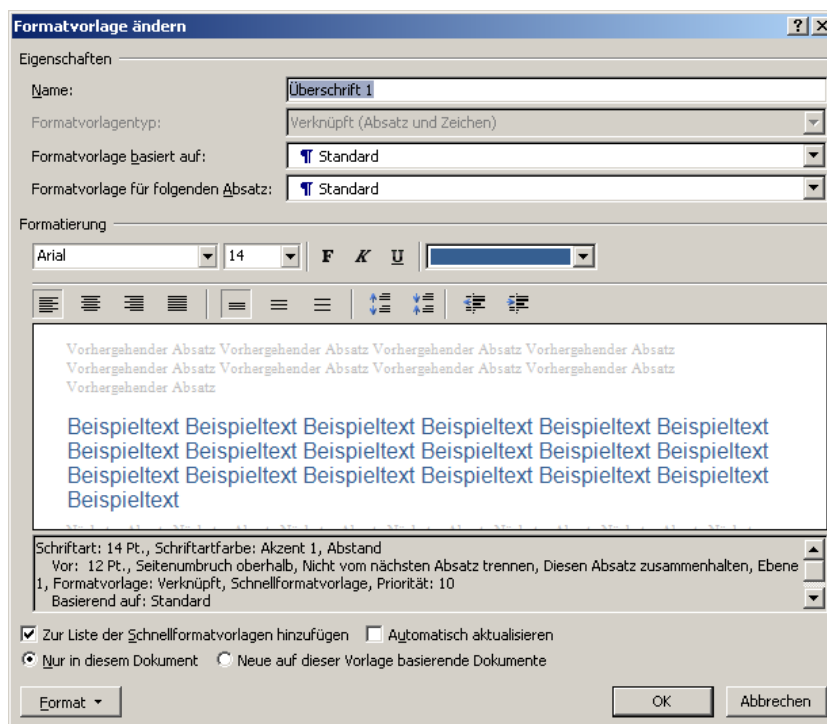 Formatvorlage ändern
Eigenschaften
Name: Überschrift 1
Formatvorlagentyp: Verknüpft (Absatz und Zeichen)
Formatvorlage basiert auf: ¶ Standard
Formatvorlage für folgenden Absatz: ¶ Standard
Formatierung
Arial 14 F K U
Vorhergehender Absatz Vorhergehender Absatz Vorhergehender Absatz Vorhergehender Absatz
Vorhergehender Absatz Vorhergehender Absatz Vorhergehender Absatz Vorhergehender Absatz
Vorhergehender Absatz
Beispieltext Beispieltext Beispieltext Beispieltext Beispieltext Beispieltext
Beispieltext Beispieltext Beispieltext Beispieltext Beispieltext Beispieltext
Beispieltext Beispieltext Beispieltext Beispieltext Beispieltext Beispieltext
Beispieltext
Schriftart: 14 Pt., Schriftartfarbe: Akzent 1, Abstand
Vor: 12 Pt., Seitenumbruch oberhalb, Nicht vom nächsten Absatz trennen, Diesen Absatz zusammenhalten, Ebene
1, Formatvorlage: Verknüpft, Schnellformatvorlage, Priorität: 10
Basierend auf: Standard
Zur Liste der Schnellformatvorlagen hinzufügen Automatisch aktualisieren
Nur in diesem Dokument Neue auf dieser Vorlage basierende Dokumente
Format OK Abbrechen